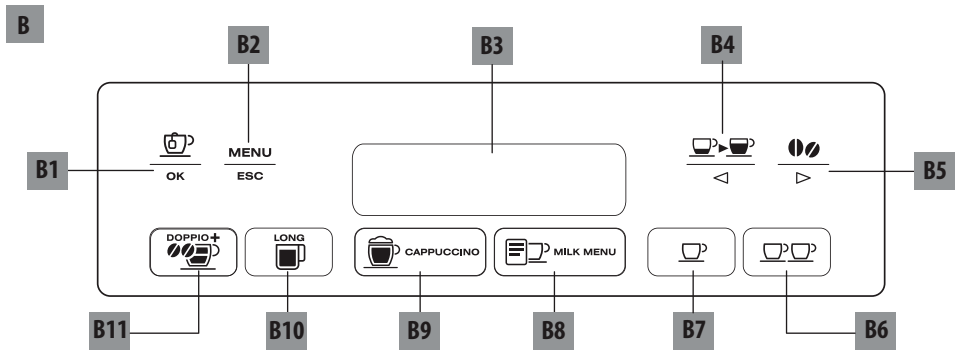 B
B2
B3
B4
MENU
B1
OK
ESC
B5
DOPPIO+
LONG
CAPPUCCINO
MILK MENU
B11
B10
B9
B8
B7
B6